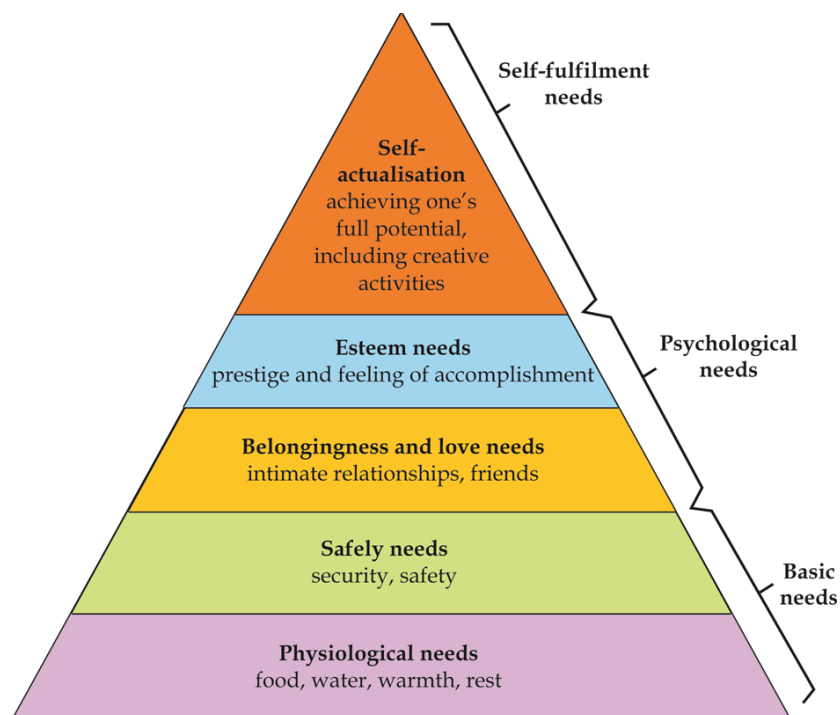 Self-fulfilment
needs
Self-
actualisation
achieving one's
full potential,
including creative
activities
Psychological
needs
Esteem needs
prestige and feeling of accomplishment
Belongingness and love needs
intimate relationships, friends
Safely needs
security, safety
Basic
needs
Physiological needs
food, water, warmth, rest